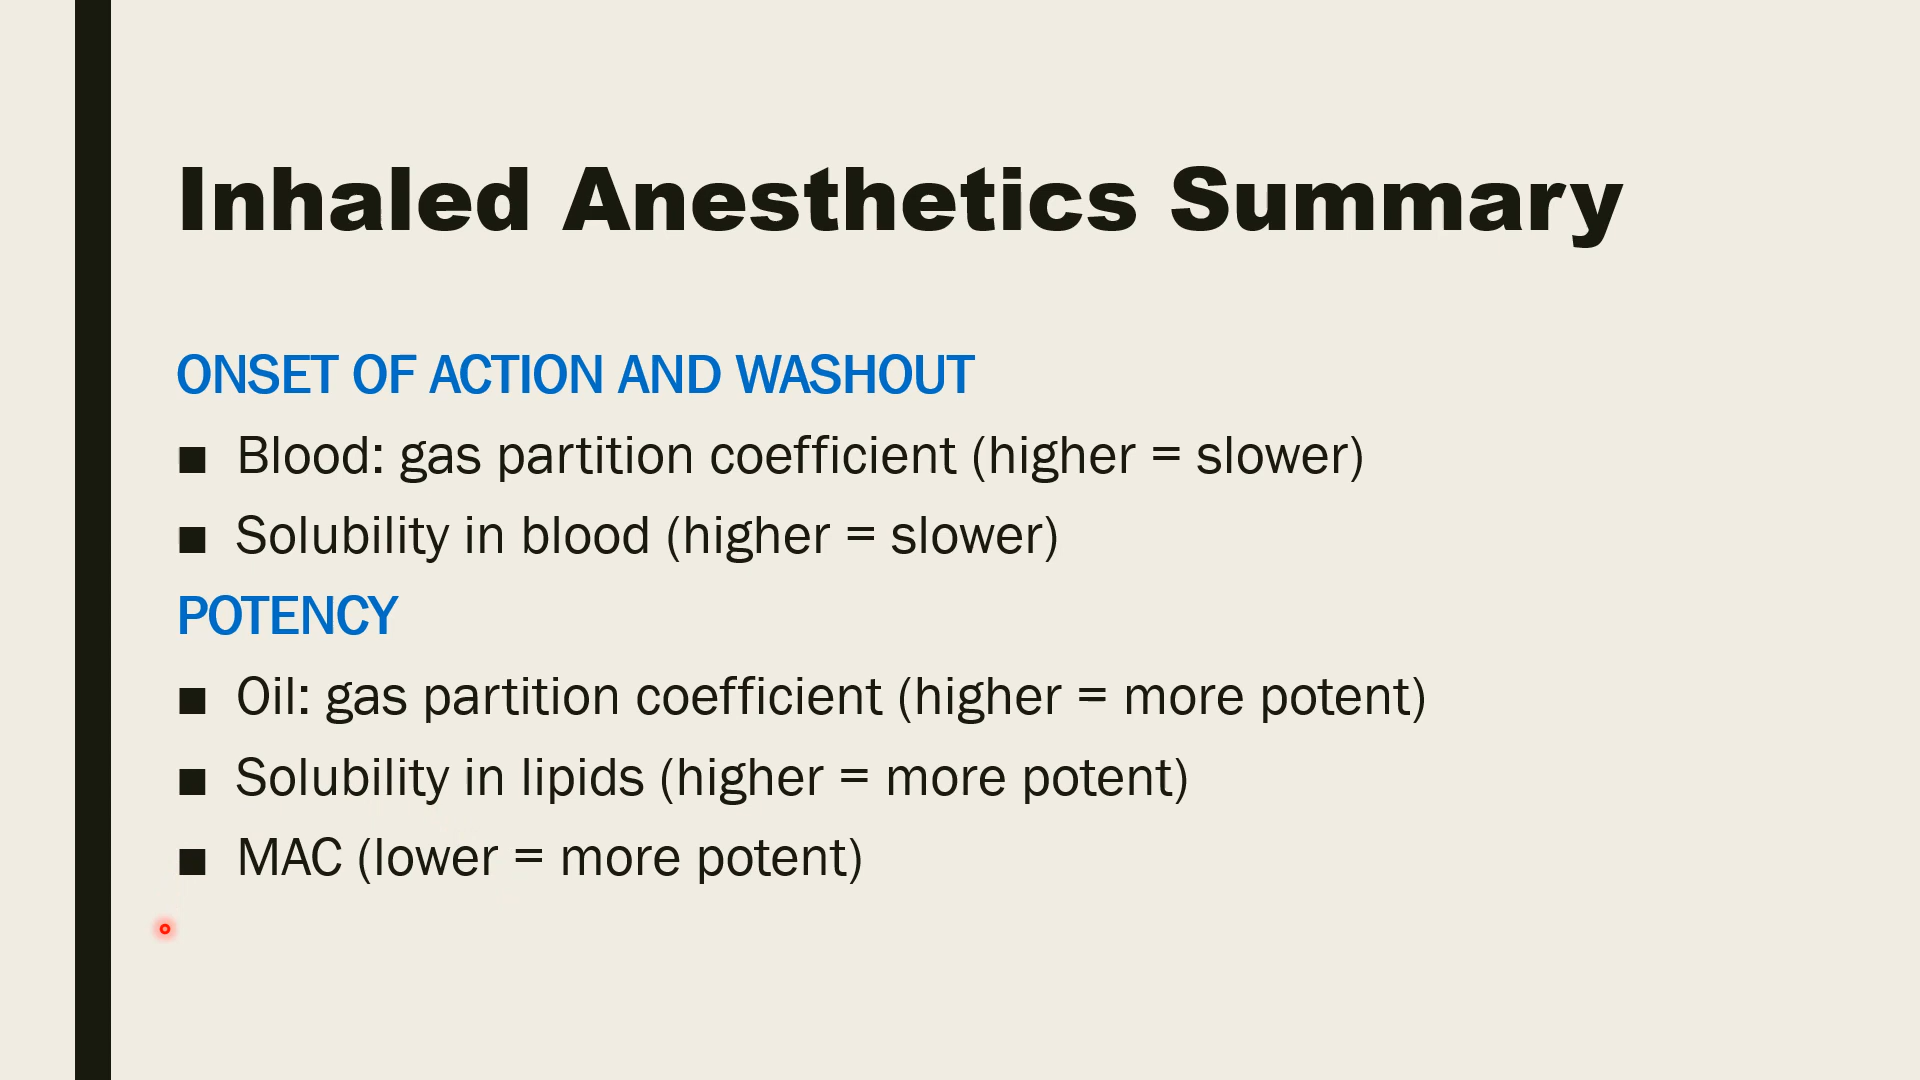 Inhaled Anesthetics Summary
ONSET OF ACTION AND WASHOUT
■ Blood: gas partition coefficient (higher = slower)
■ Solubility in blood (higher = slower)
POTENCY
■ Oil: gas partition coefficient (higher = more potent)
■ Solubility in lipids (higher = more potent)
■ MAC (lower = more potent)